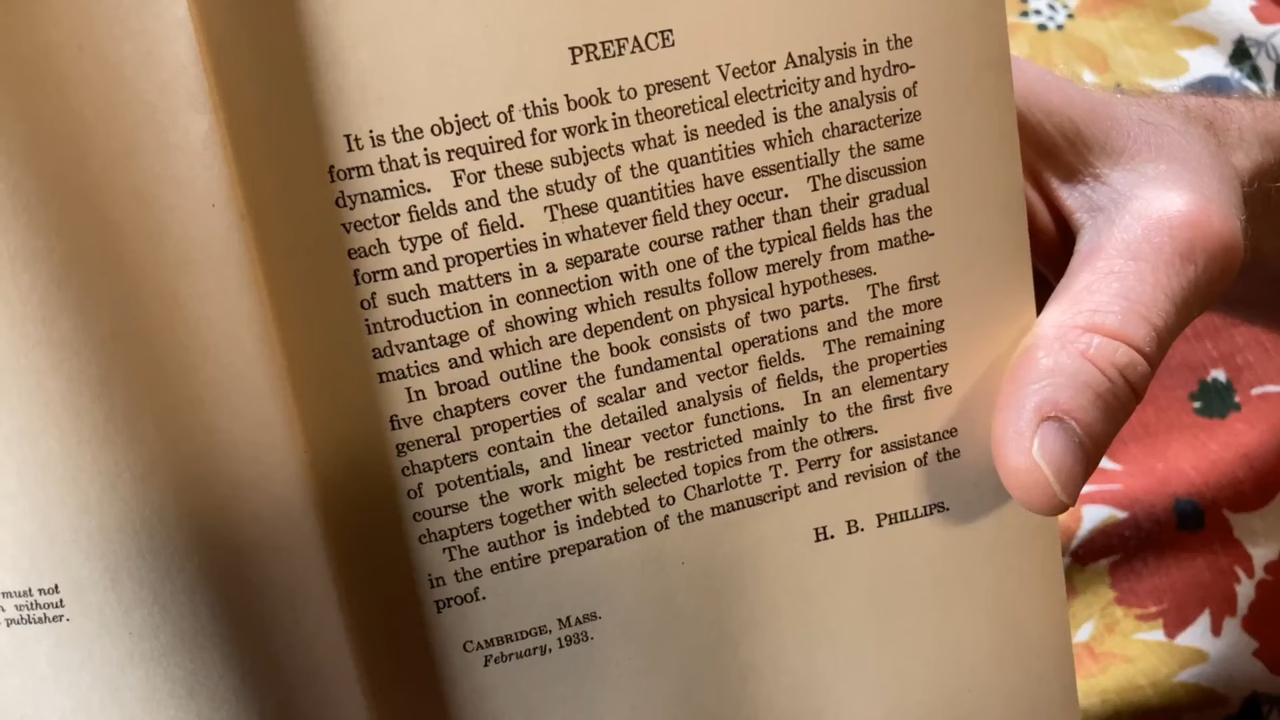 must not
without
publisher.
PREFACE
It is the object of this book to present Vector Analysis in the
form that is required for work in theoretical electricity and hydro-
dynamics. For these subjects what is needed is the analysis of
vector fields and the study of the quantities which characterize
each type of field. These quantities have essentially the same
form and properties in whatever field they occur. The discussion
of such matters in a separate course rather than their gradual
introduction in connection with one of the typical fields has the
advantage of showing which results follow merely from mathe-
matics and which are dependent on physical hypotheses.
In broad outline the book consists of two parts. The first
five chapters cover the fundamental operations and the more
general properties of scalar and vector fields. The remaining
chapters contain the detailed analysis of fields, the properties
of potentials, and linear vector functions. In an elementary
course the work might be restricted mainly to the first five
chapters together with selected topics from the others.
The author is indebted to Charlotte T. Perry for assistance
in the entire preparation of the manuscript and revision of the
proof.
H. B. PHILLIPS.
CAMBRIDGE, MASS.
February, 1933.